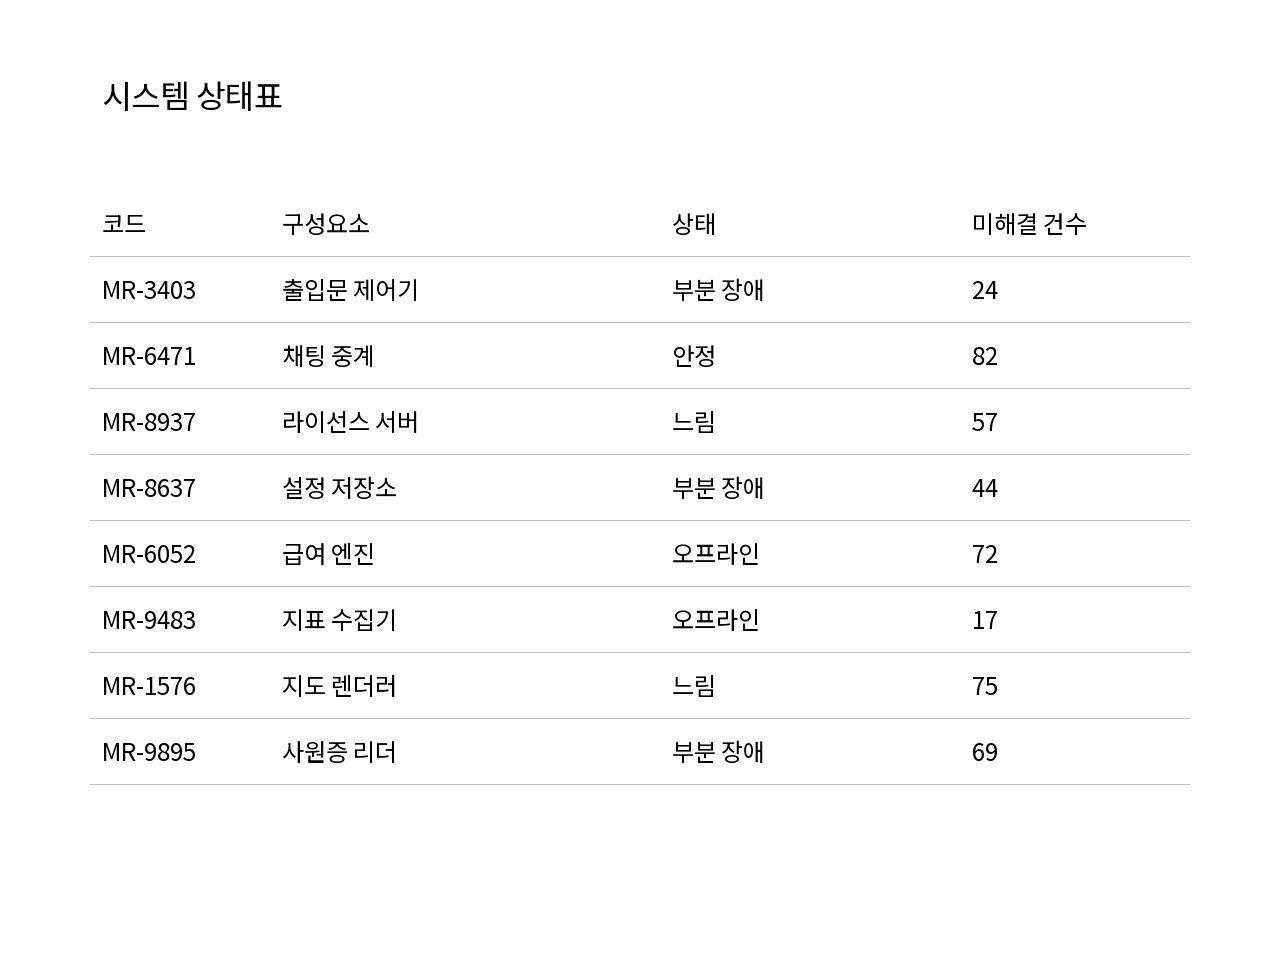 시스템 상태표
코드 구성요소 상태 미해결 건수
MR-3403 출입문 제어기 부분 장애 24
MR-6471 채팅 중계 안정 82
MR-8937 라이선스 서버 느림 57
MR-8637 설정 저장소 부분 장애 44
MR-6052 급여 엔진 오프라인 72
MR-9483 지표 수집기 오프라인 17
MR-1576 지도 렌더러 느림 75
MR-9895 사원증 리더 부분 장애 69